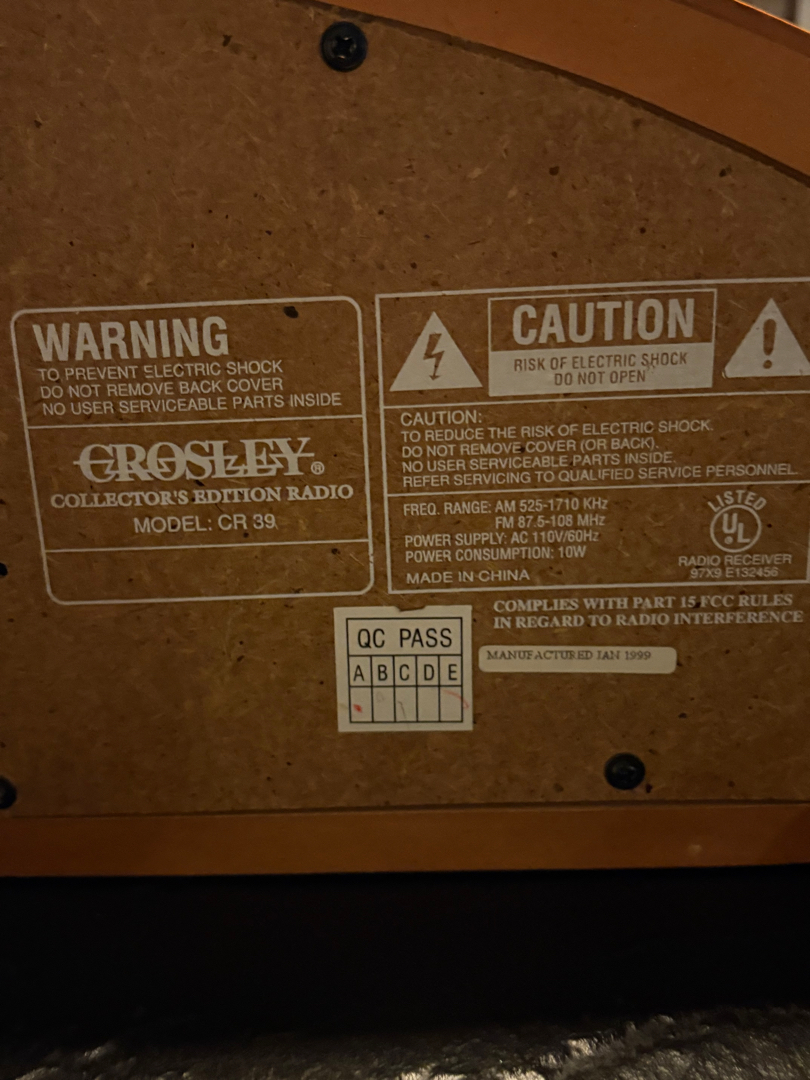 WARNING
TO PREVENT ELECTRIC SHOCK
DO NOT REMOVE BACK COVER
NO USER SERVICEABLE PARTS INSIDE
CROSLEY®
COLLECTOR'S EDITION RADIO
MODEL: CR 39
CAUTION
RISK OF ELECTRIC SHOCK
DO NOT OPEN
CAUTION:
TO REDUCE THE RISK OF ELECTRIC SHOCK.
DO NOT REMOVE COVER (OR BACK).
NO USER SERVICEABLE PARTS INSIDE.
REFER SERVICING TO QUALIFIED SERVICE PERSONNEL.
FREQ. RANGE: AM 525-1710 KHz
FM 87.5-108 MHz
POWER SUPPLY: AC 110V/60Hz
POWER CONSUMPTION: 10W
MADE IN CHINA
LISTED
UL
RADIO RECEIVER
97X9 E132456
COMPLIES WITH PART 15 FCC RULES
IN REGARD TO RADIO INTERFERENCE
QC PASS
A B C D E
MANUFACTURED JAN 1999